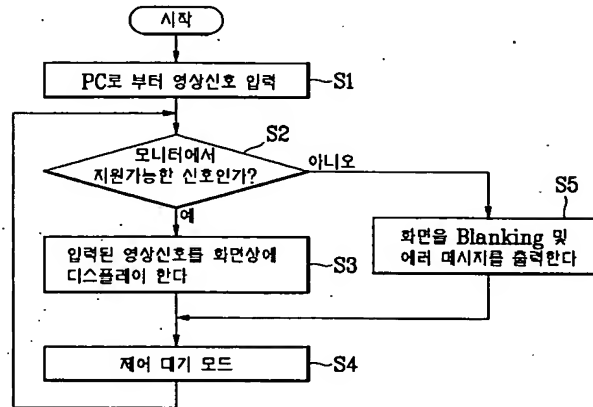 시작
PC로 부터 영상신호 입력
S1
S2
모니터에서
지원가능한 신호인가?
아니오
예
S5
화면을 Blanking 및
에러 메시지를 출력한다
입력된 영상신호를 화면상에
디스플레이 한다
S3
제어 대기 모드
S4